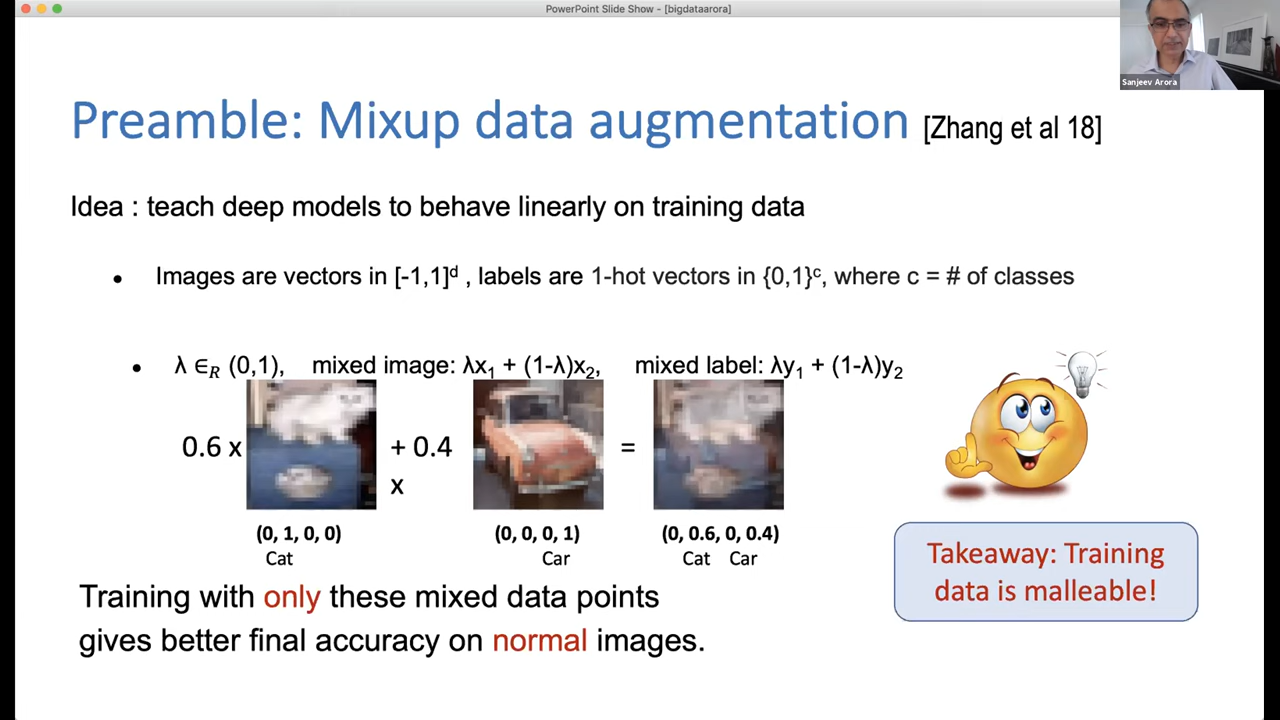 PowerPoint Slide Show - [bigdataarora]
Sanjeev Arora
Preamble: Mixup data augmentation [Zhang et al 18]
Idea : teach deep models to behave linearly on training data
• Images are vectors in [-1,1]ᵈ , labels are 1-hot vectors in {0,1}ᶜ, where c = # of classes
• λ ∈_R (0,1), mixed image: λx₁ + (1-λ)x₂, mixed label: λy₁ + (1-λ)y₂
0.6 x + 0.4 =
x
(0, 1, 0, 0) (0, 0, 0, 1) (0, 0.6, 0, 0.4)
Cat Car Cat Car
Takeaway: Training
data is malleable!
Training with only these mixed data points
gives better final accuracy on normal images.